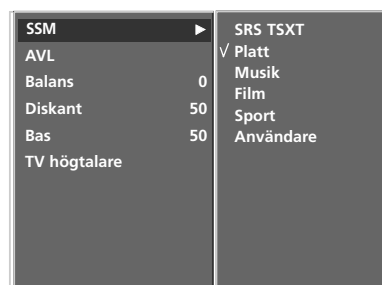 SSM ►
AVL
Balans 0
Diskant 50
Bas 50
TV högtalare
SRS TSXT
√ Platt
Musik
Film
Sport
Användare